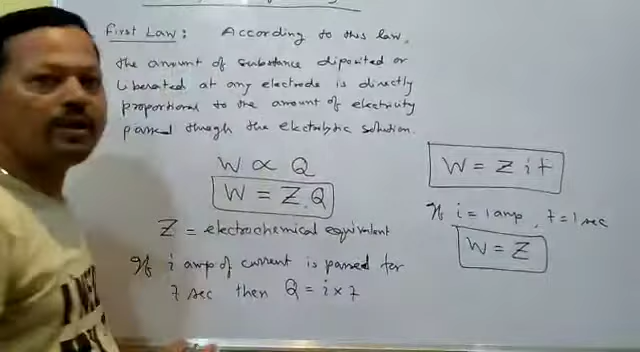 First Law: According to this law,
the amount of substance diposited or
Liberated at any electrode is directly
proportional to the amount of electricity
passed through the electrolytic solution.
W ∝ Q
W = Z.Q
Z = electrochemical equivalent
If i amp of current is passed for
t sec then Q = i × t
W = Z i t
If i = 1 amp, t = 1 sec
W = Z